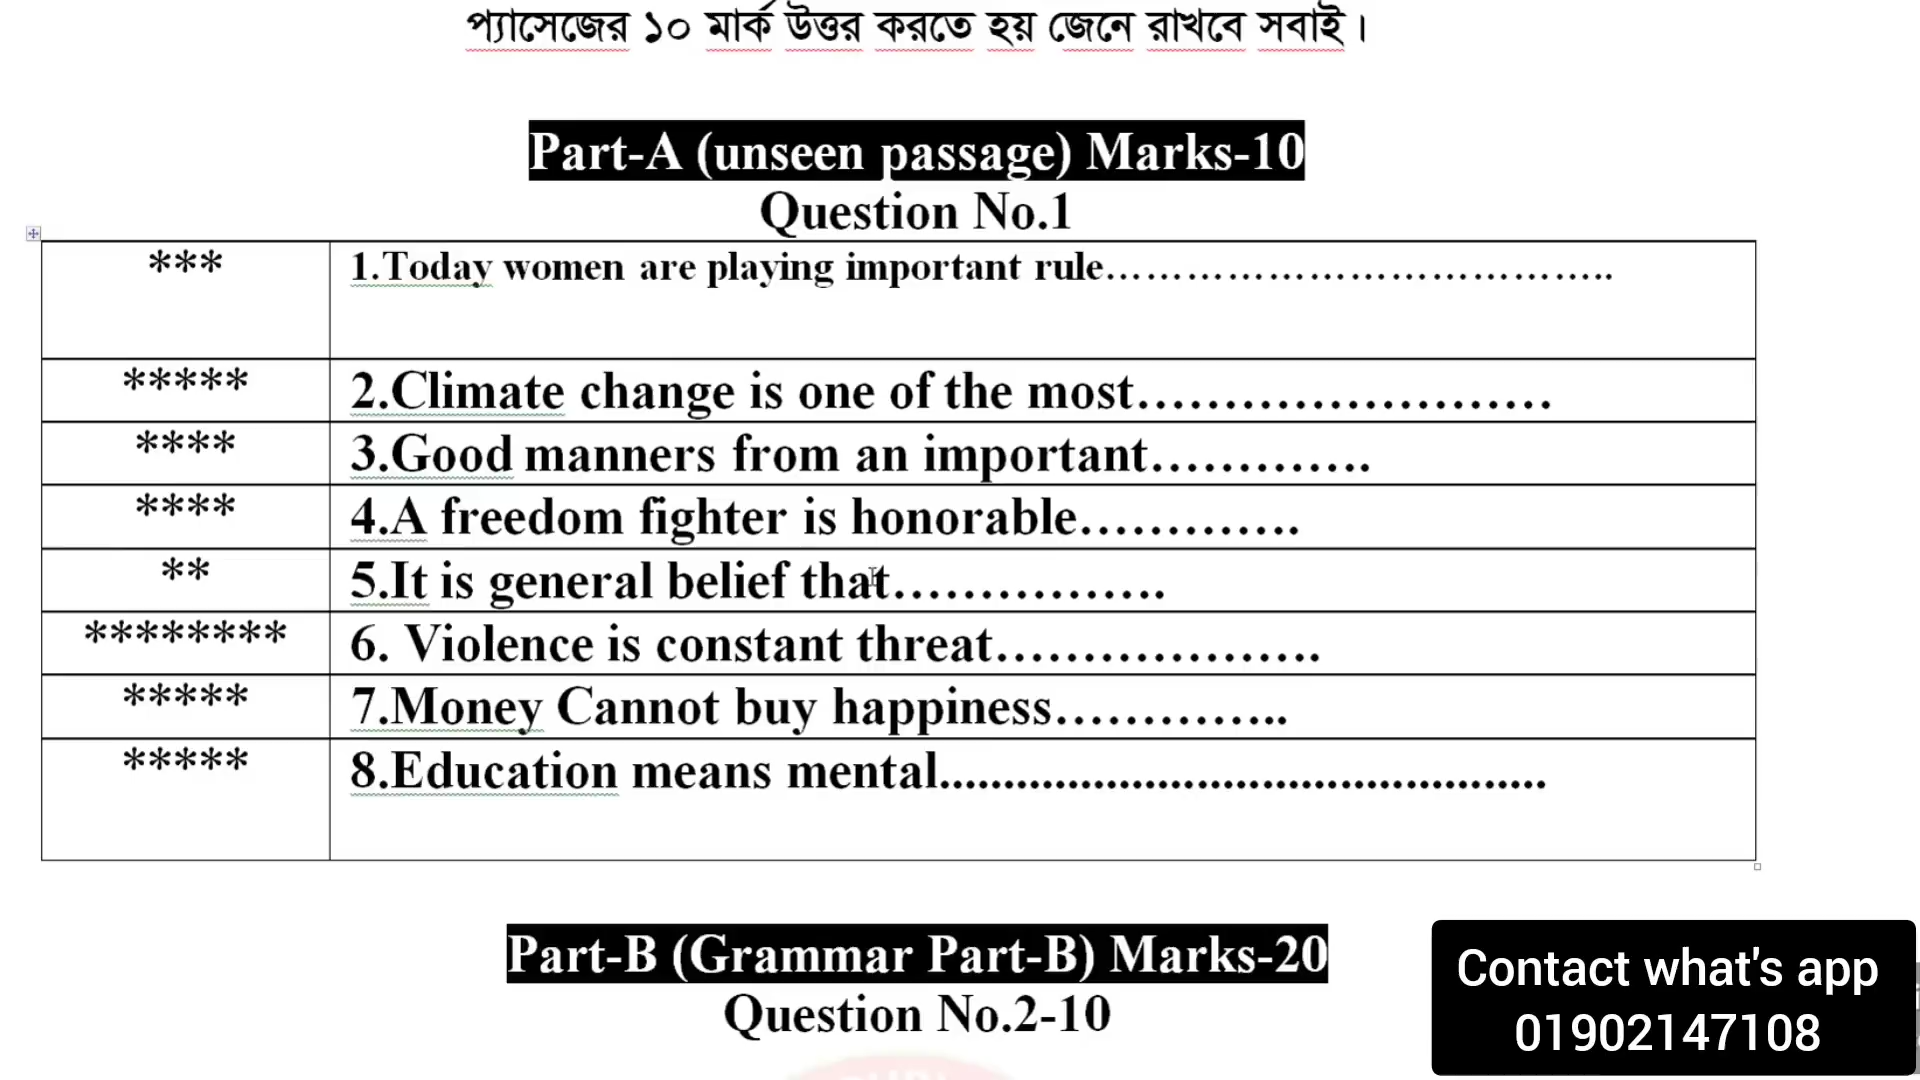 প্যাসেজের ১০ মার্ক উত্তর করতে হয় জেনে রাখবে সবাই।
Part-A (unseen passage) Marks-10
Question No.1
*** 1.Today women are playing important rule…………………………………..
***** 2.Climate change is one of the most……………………
**** 3.Good manners from an important………….
**** 4.A freedom fighter is honorable………….
** 5.It is general belief that…………….
******** 6. Violence is constant threat……………….
***** 7.Money Cannot buy happiness…………..
***** 8.Education means mental...............................................
Part-B (Grammar Part-B) Marks-20
Question No.2-10
Contact what's app
01902147108